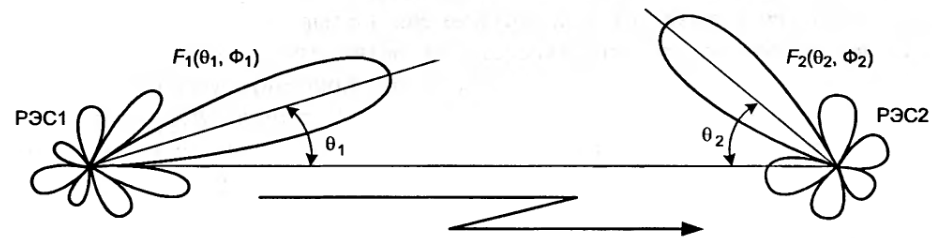 F₁(θ₁, Φ₁)
F₂(θ₂, Φ₂)
РЭС1
РЭС2
θ₁
θ₂